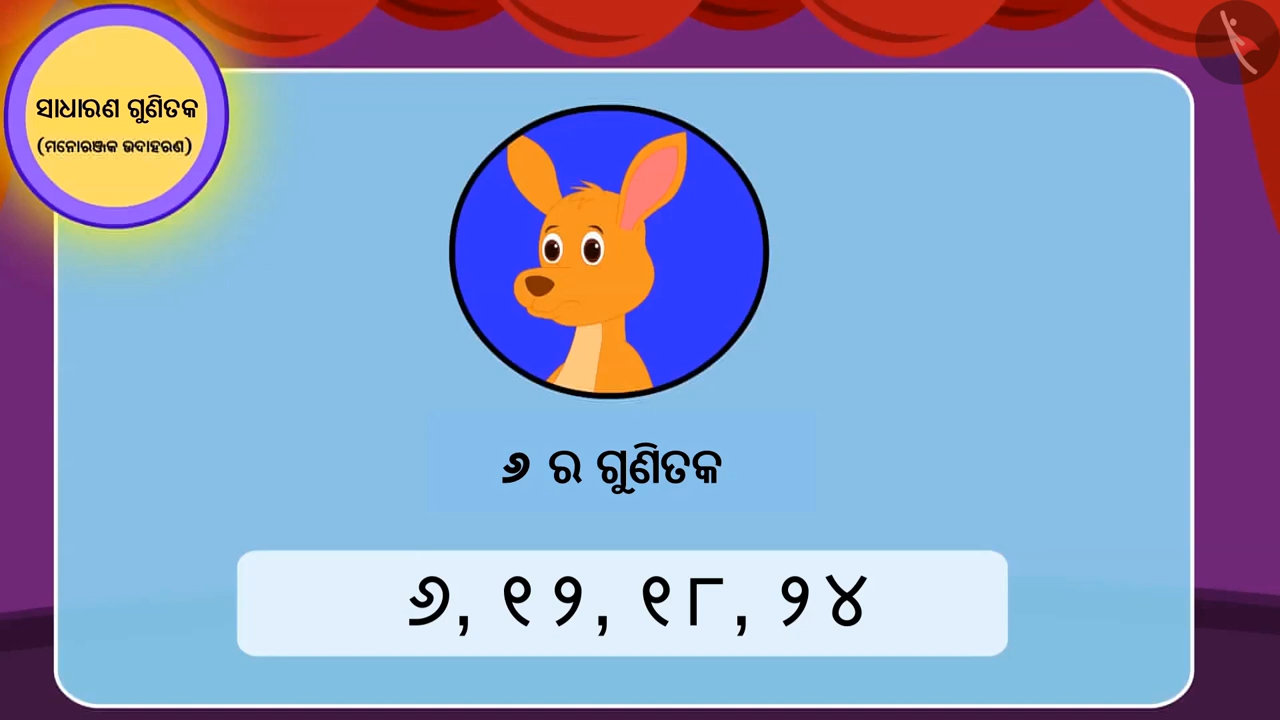 ସାଧାରଣ ଗୁଣିତକ
(ମନୋରଞ୍ଜକ ଉଦାହରଣ)
୬ ର ଗୁଣିତକ
୬, ୧୨, ୧୮, ୨୪